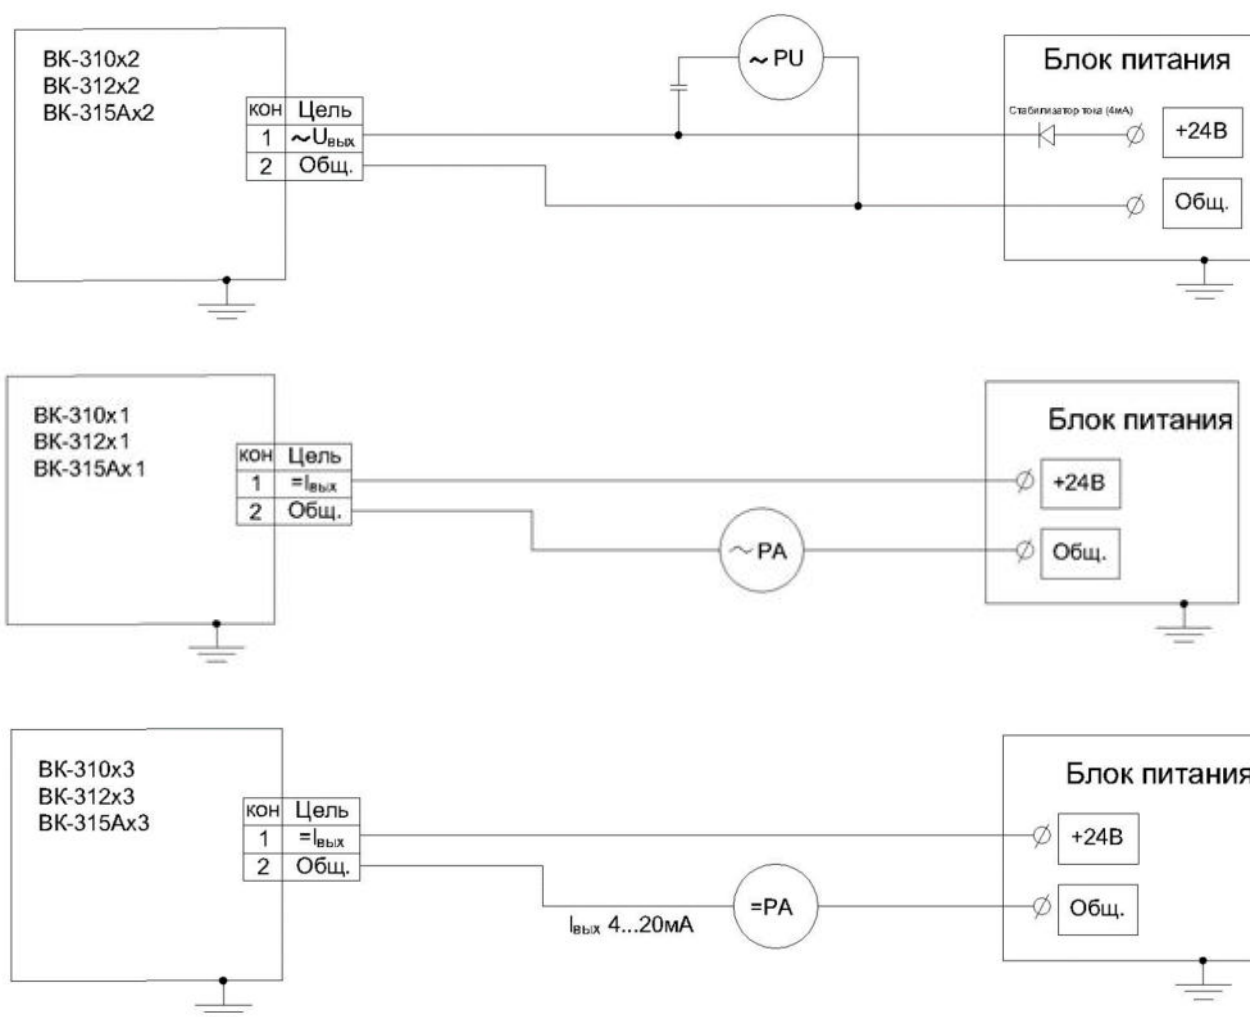 ВК-310х2
ВК-312х2
ВК-315Ах2
кон Цель
1 ~Uвых
2 Общ.
~ PU
Блок питания
Стабилизатор тока (4мА)
+24В
Общ.
ВК-310х1
ВК-312х1
ВК-315Ах1
кон Цель
1 =Iвых
2 Общ.
~ PA
Блок питания
+24В
Общ.
ВК-310х3
ВК-312х3
ВК-315Ах3
кон Цель
1 =Iвых
2 Общ.
Iвых 4...20мА
=PA
Блок питания
+24В
Общ.